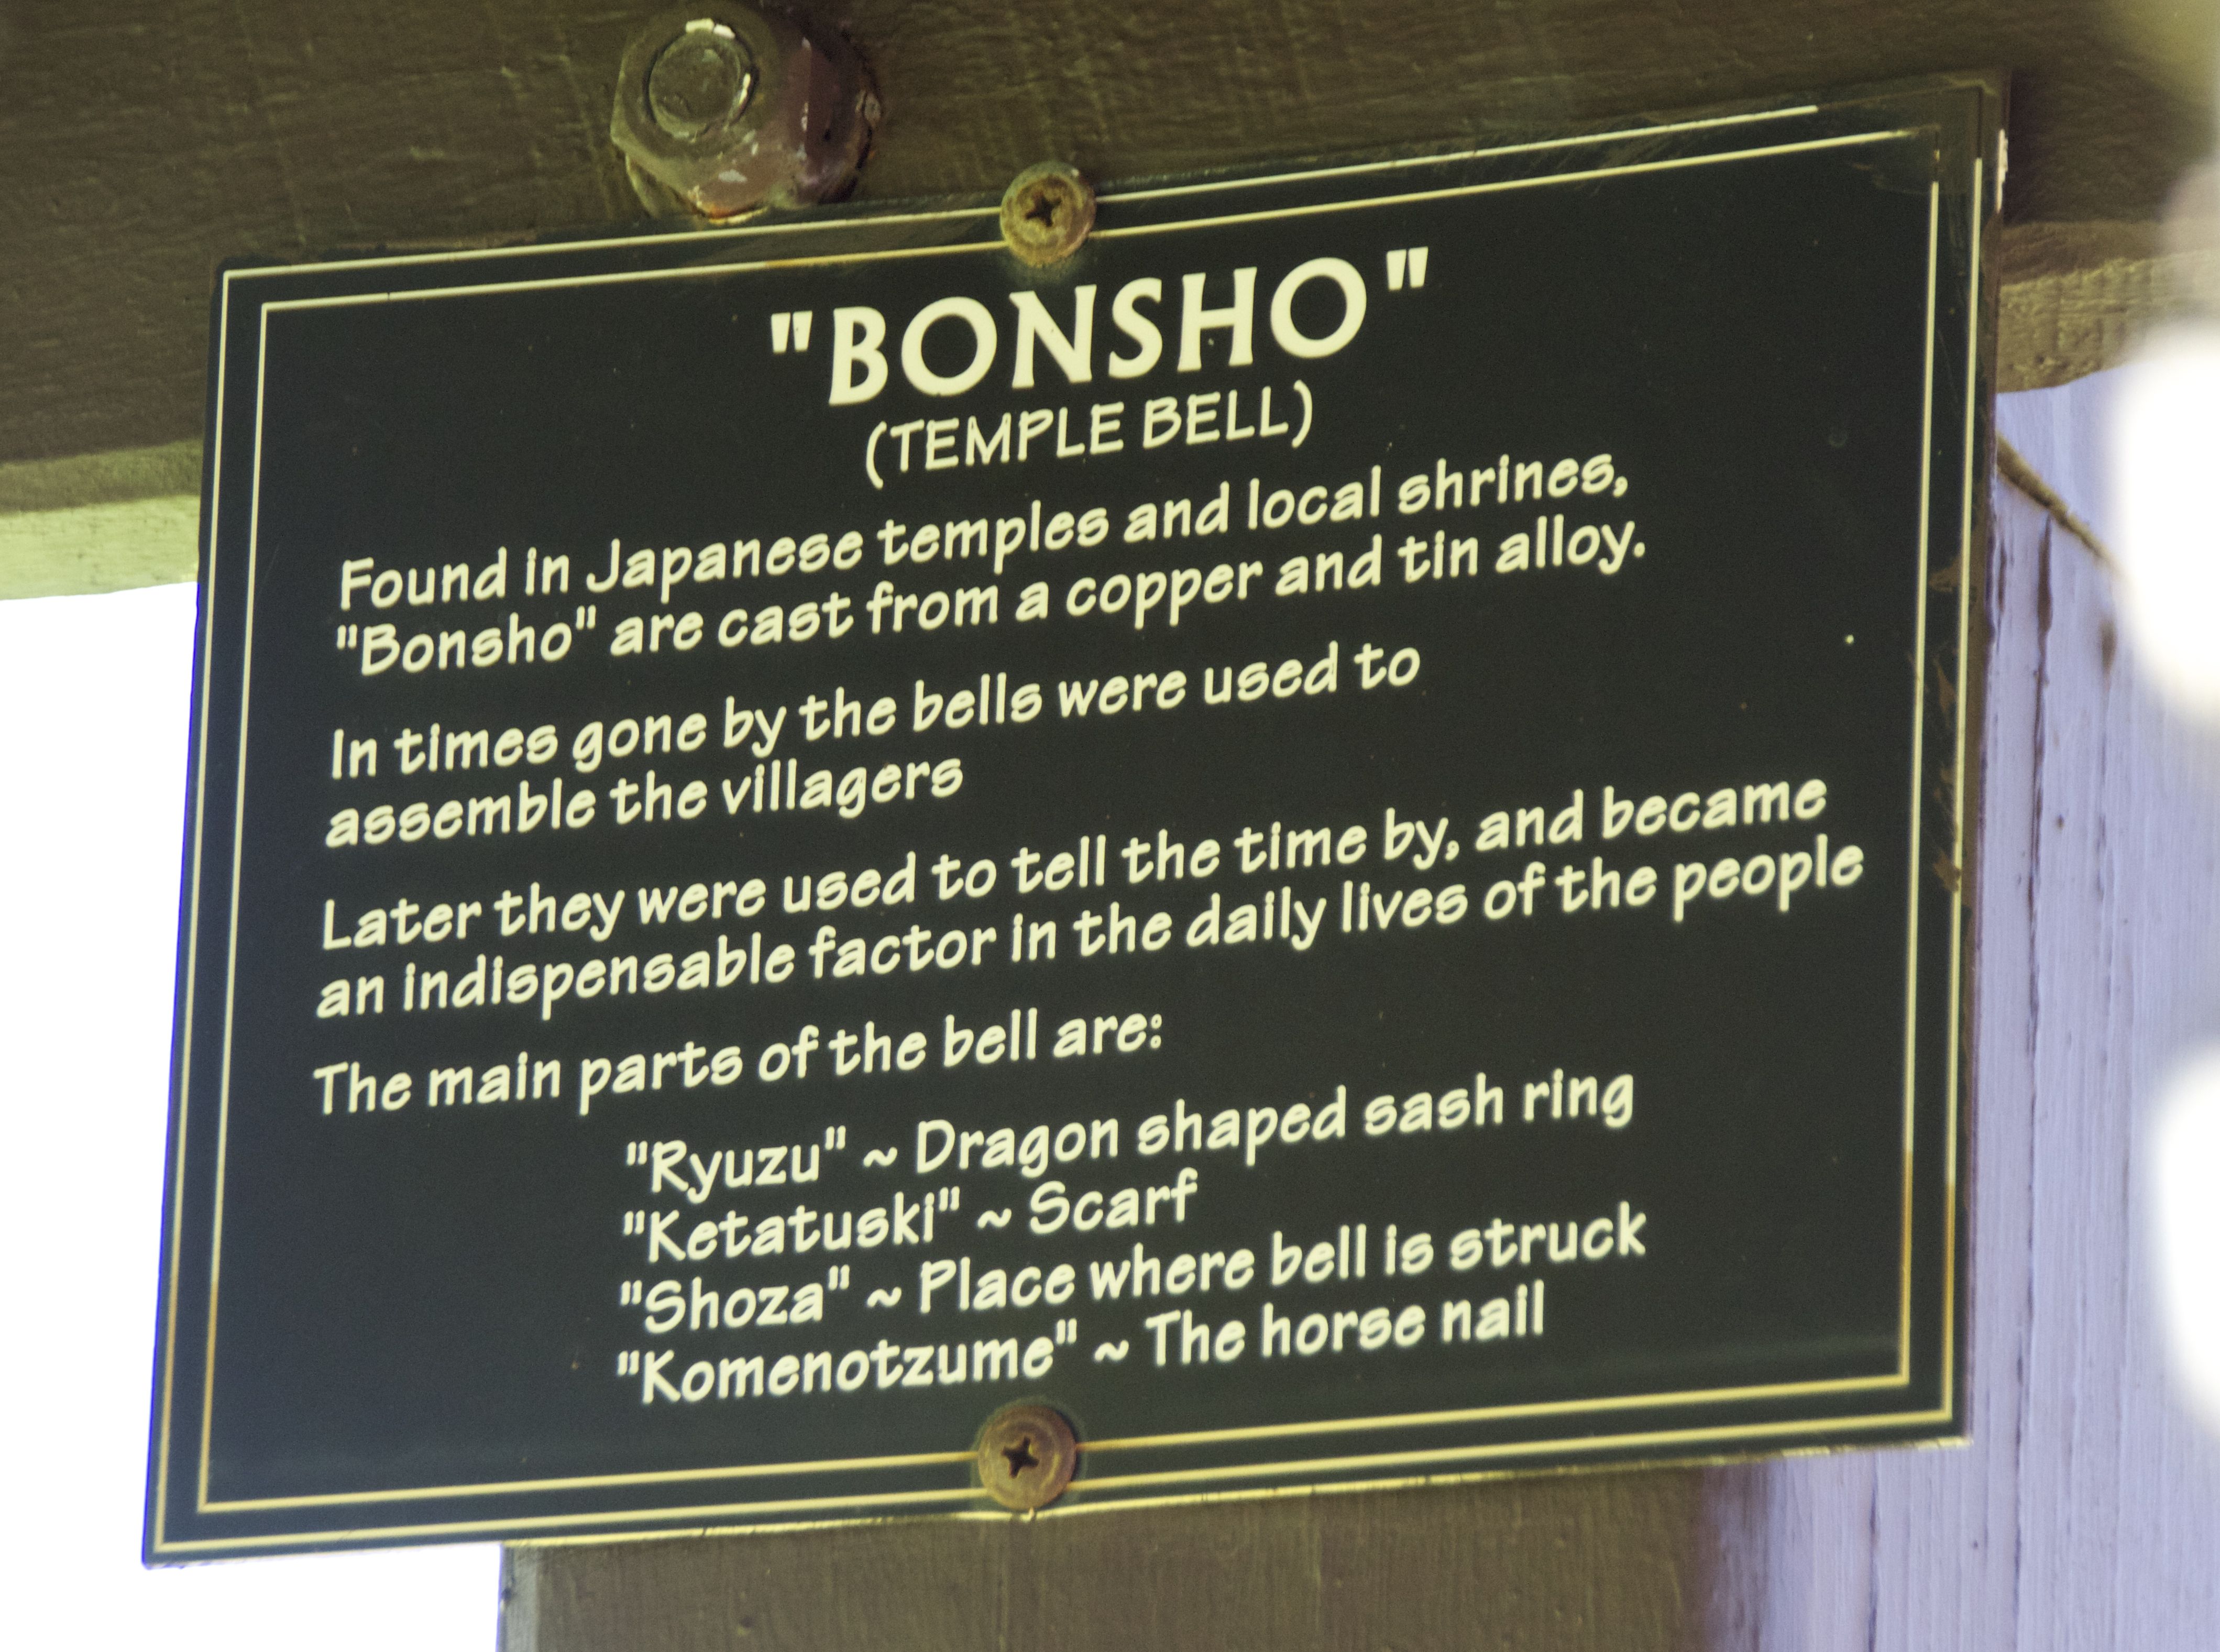 "BONSHO"
(TEMPLE BELL)
Found in Japanese temples and local shrines,
"Bonsho" are cast from a copper and tin alloy.
In times gone by the bells were used to
assemble the villagers
Later they were used to tell the time by, and became
an indispensable factor in the daily lives of the people
The main parts of the bell are:
"Ryuzu" ~ Dragon shaped sash ring
"Ketatuski" ~ Scarf
"Shoza" ~ Place where bell is struck
"Komenotzume" ~ The horse nail